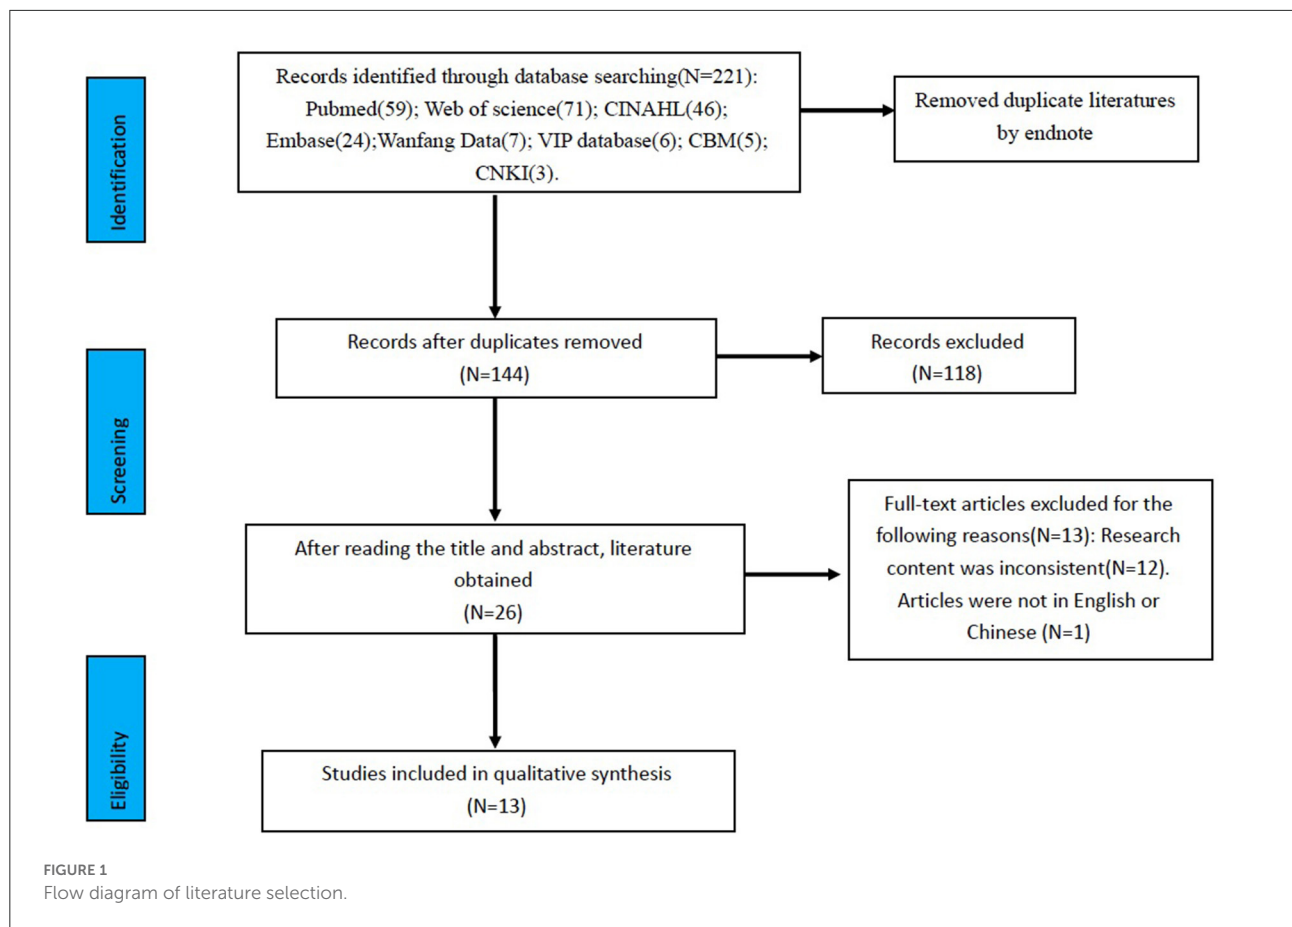 Identification
Records identified through database searching(N=221):
Pubmed(59); Web of science(71); CINAHL(46);
Embase(24);Wanfang Data(7); VIP database(6); CBM(5);
CNKI(3).
Removed duplicate literatures
by endnote
Screening
Records after duplicates removed
(N=144)
Records excluded
(N=118)
After reading the title and abstract, literature
obtained
(N=26)
Full-text articles excluded for the
following reasons(N=13): Research
content was inconsistent(N=12).
Articles were not in English or
Chinese (N=1)
Eligibility
Studies included in qualitative synthesis
(N=13)
FIGURE 1
Flow diagram of literature selection.